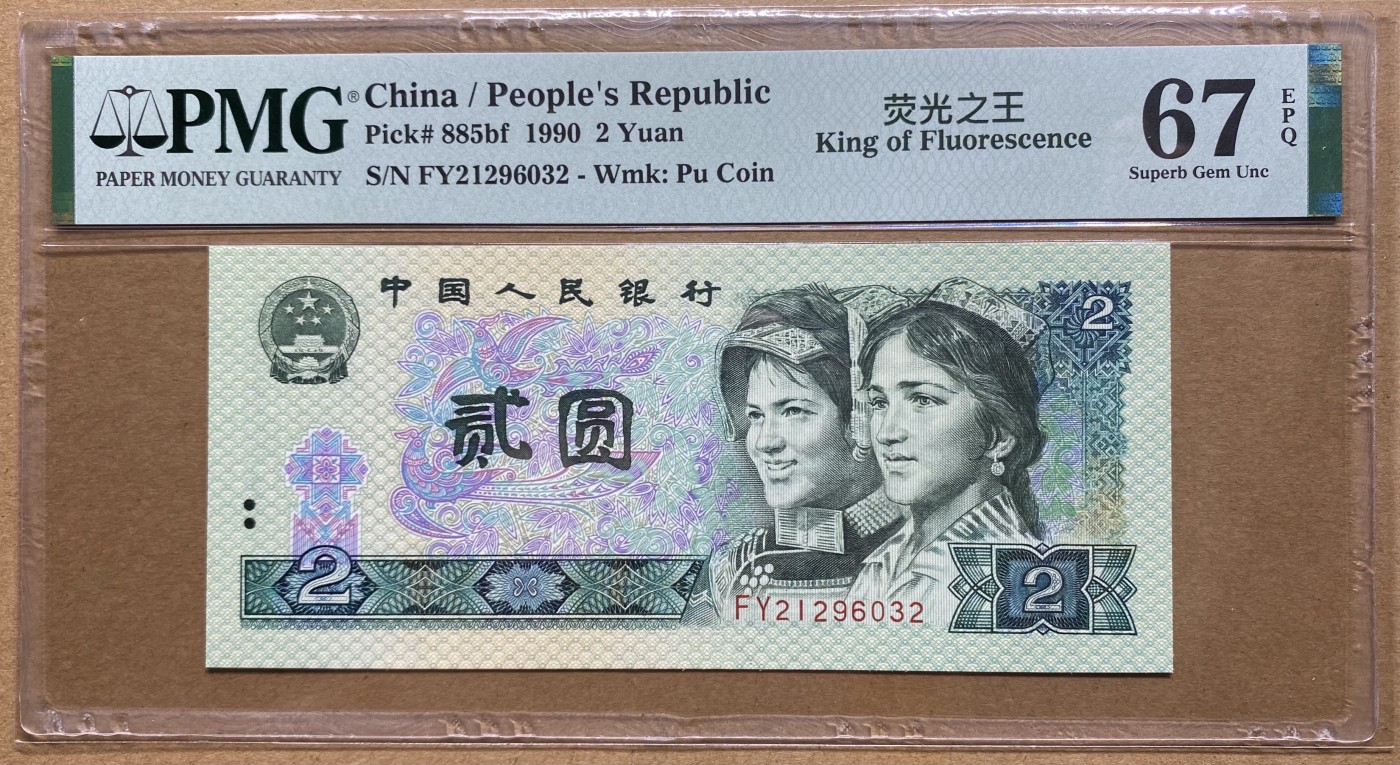 PMG®
PAPER MONEY GUARANTY
China / People's Republic
Pick# 885bf 1990 2 Yuan
S/N FY21296032 - Wmk: Pu Coin
荧光之王
King of Fluorescence
67
EPQ
Superb Gem Unc
中国人民银行
2
贰圆
2
FY21296032
2